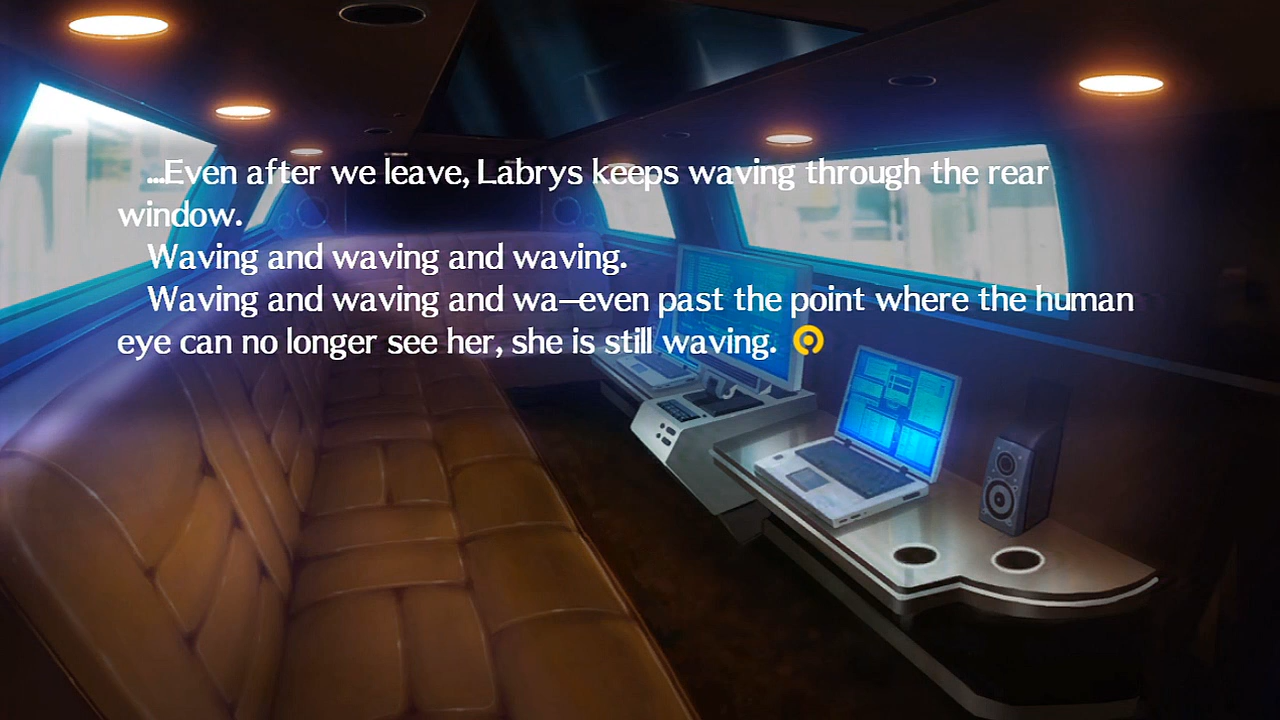 ...Even after we leave, Labrys keeps waving through the rear
window.
Waving and waving and waving.
Waving and waving and wa—even past the point where the human
eye can no longer see her, she is still waving.